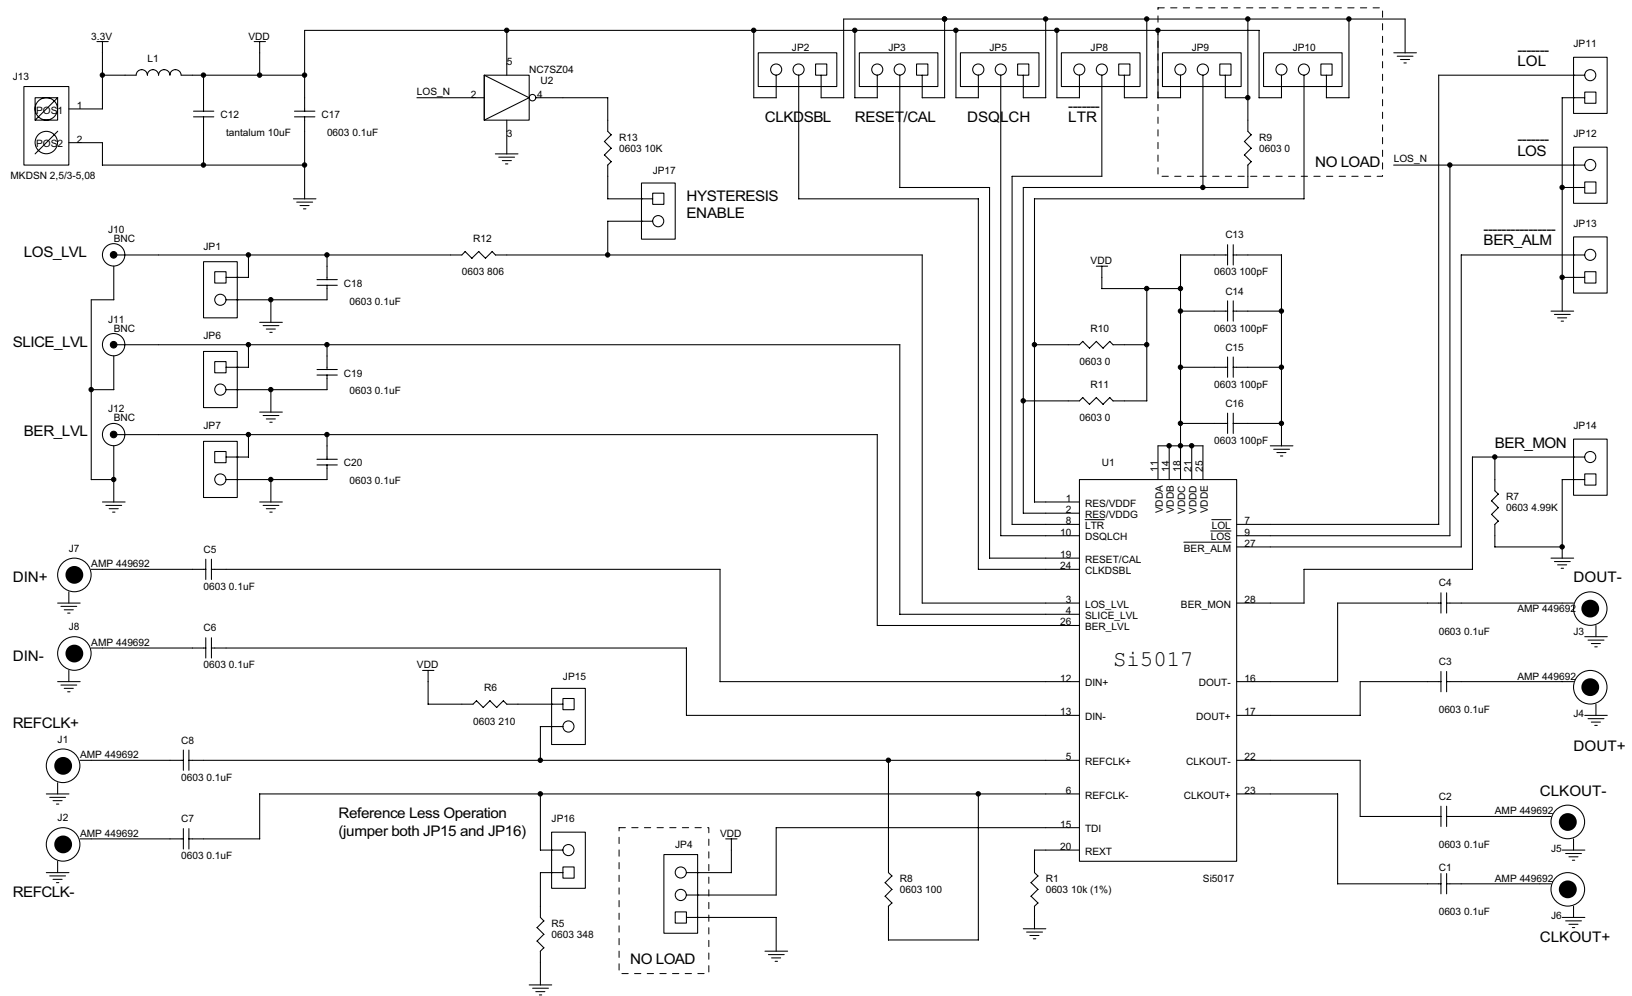 3.3V
VDD
L1
J13
POS1
POS2
1
2
C12
tantalum 10uF
C17
0603 0.1uF
MKDSN 2,5/3-5,08
LOS_N
2
5
NC7SZ04
U2
4
3
R13
0603 10K
JP17
HYSTERESIS
ENABLE
JP2
CLKDSBL
JP3
RESET/CAL
JP5
DSQLCH
JP8
LTR
JP9
JP10
R9
0603 0
NO LOAD
LOS_N
JP11
LOL
JP12
LOS
JP13
BER_ALM
LOS_LVL
J10
BNC
JP1
C18
0603 0.1uF
R12
0603 806
SLICE_LVL
J11
BNC
JP6
C19
0603 0.1uF
BER_LVL
J12
BNC
JP7
C20
0603 0.1uF
VDD
C13
0603 100pF
C14
0603 100pF
C15
0603 100pF
C16
0603 100pF
R10
0603 0
R11
0603 0
BER_MON
JP14
R7
0603 4.99K
U1
11
14
18
21
25
VDDA
VDDB
VDDC
VDDD
VDDE
1
RES/VDDF
2
RES/VDDG
8
LTR
10
DSQLCH
19
RESET/CAL
24
CLKDSBL
3
LOS_LVL
4
SLICE_LVL
26
BER_LVL
12
DIN+
13
DIN-
5
REFCLK+
6
REFCLK-
15
TDI
20
REXT
LOL
7
LOS
9
BER_ALM
27
BER_MON
28
DOUT-
16
DOUT+
17
CLKOUT-
22
CLKOUT+
23
Si5017
Si5017
DIN+
J7
AMP 449692
C5
0603 0.1uF
DIN-
J8
AMP 449692
C6
0603 0.1uF
VDD
R6
0603 210
JP15
REFCLK+
J1
AMP 449692
C8
0603 0.1uF
REFCLK-
J2
AMP 449692
C7
0603 0.1uF
Reference Less Operation
(jumper both JP15 and JP16)
JP16
R5
0603 348
JP4
VDD
NO LOAD
R8
0603 100
R1
0603 10k (1%)
C4
0603 0.1uF
AMP 449692
DOUT-
J3
C3
0603 0.1uF
AMP 449692
J4
DOUT+
C2
0603 0.1uF
CLKOUT-
AMP 449692
J5
C1
0603 0.1uF
AMP 449692
J6
CLKOUT+